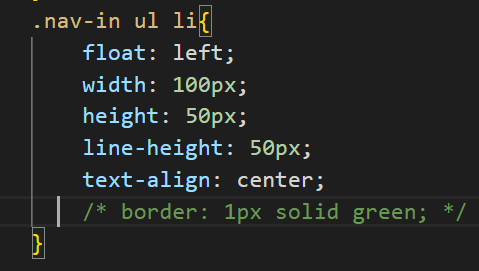 .nav-in ul li{
float: left;
width: 100px;
height: 50px;
line-height: 50px;
text-align: center;
/* border: 1px solid green; */
}